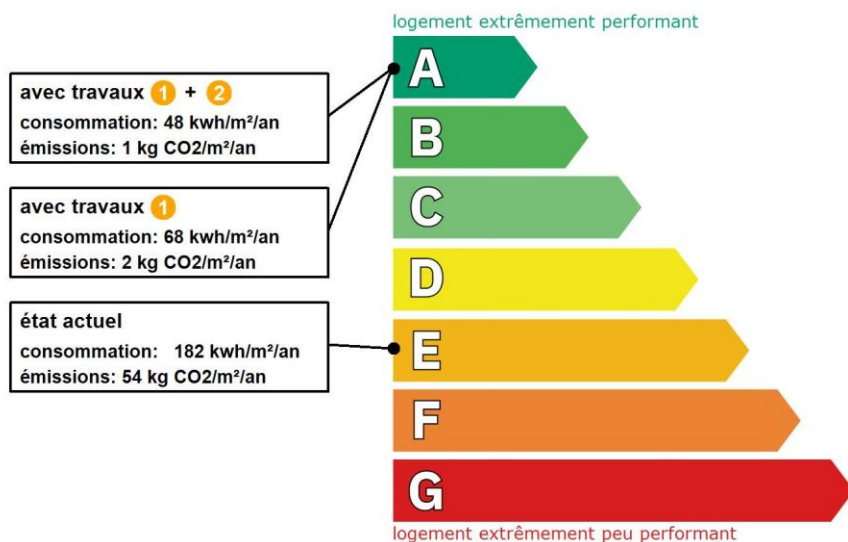 logement extrêmement performant
avec travaux 1 + 2
consommation: 48 kwh/m²/an
émissions: 1 kg CO2/m²/an
avec travaux 1
consommation: 68 kwh/m²/an
émissions: 2 kg CO2/m²/an
état actuel
consommation: 182 kwh/m²/an
émissions: 54 kg CO2/m²/an
A
B
C
D
E
F
G
logement extrêmement peu performant